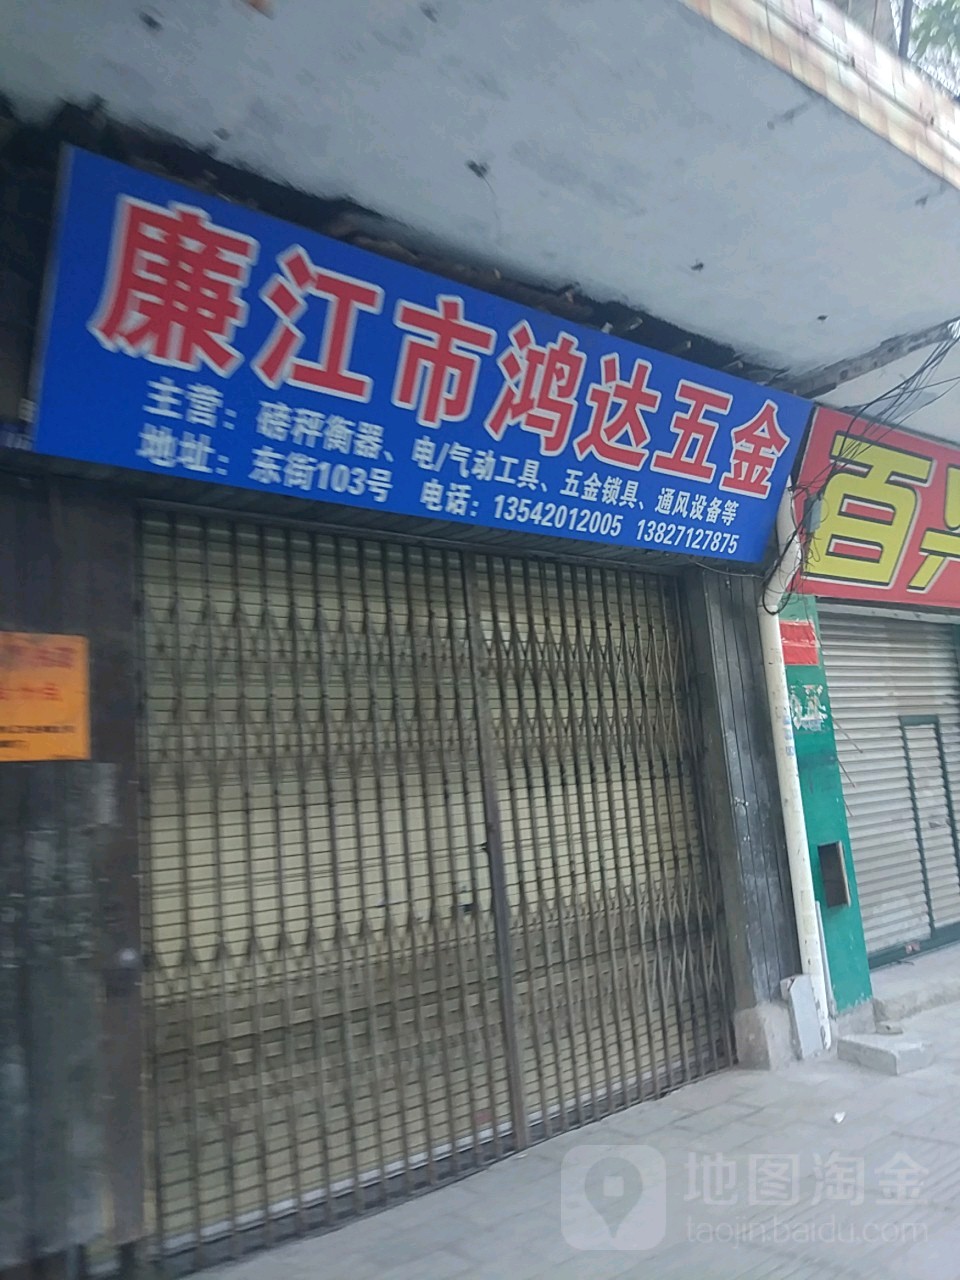 廉江市鸿达五金
主营：磅秤衡器、电/气动工具、五金锁具、通风设备等
地址：东街103号 电话：13542012005 13827127875
百
地图淘金
taojin.baidu.com